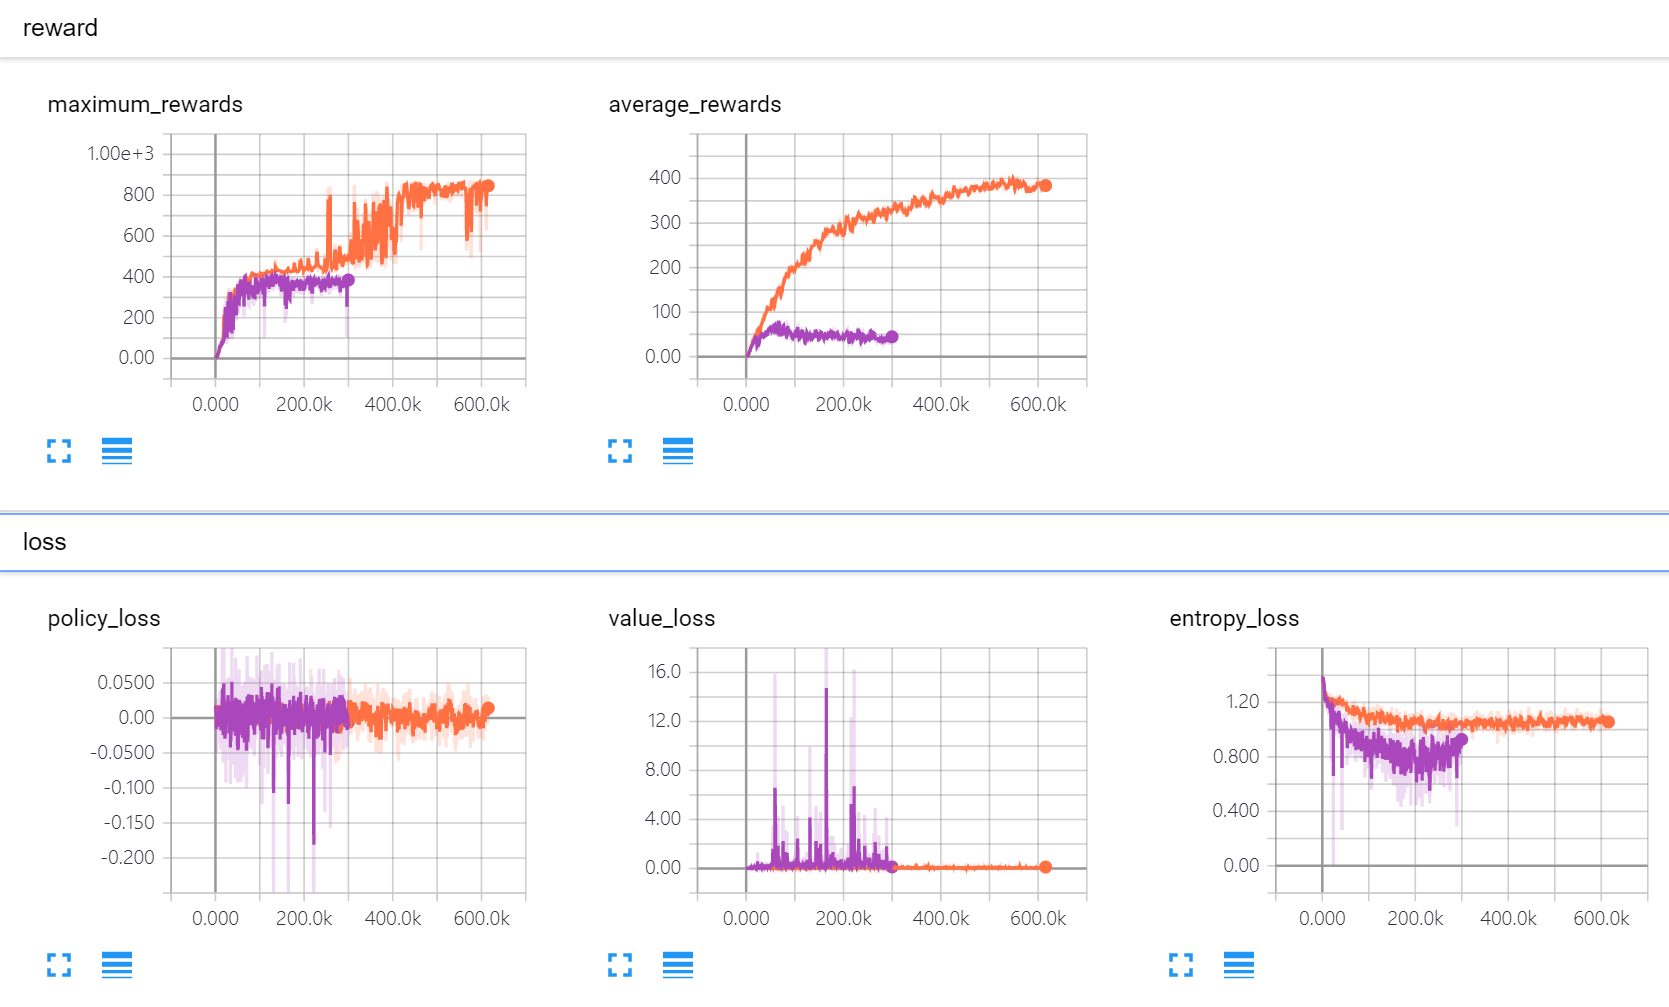 reward
maximum_rewards
1.00e+3
800
600
400
200
0.00
0.000 200.0k 400.0k 600.0k
average_rewards
400
300
200
100
0.00
0.000 200.0k 400.0k 600.0k
loss
policy_loss
0.0500
0.00
-0.0500
-0.100
-0.150
-0.200
0.000 200.0k 400.0k 600.0k
value_loss
16.0
12.0
8.00
4.00
0.00
0.000 200.0k 400.0k 600.0k
entropy_loss
1.20
0.800
0.400
0.00
0.000 200.0k 400.0k 600.0k